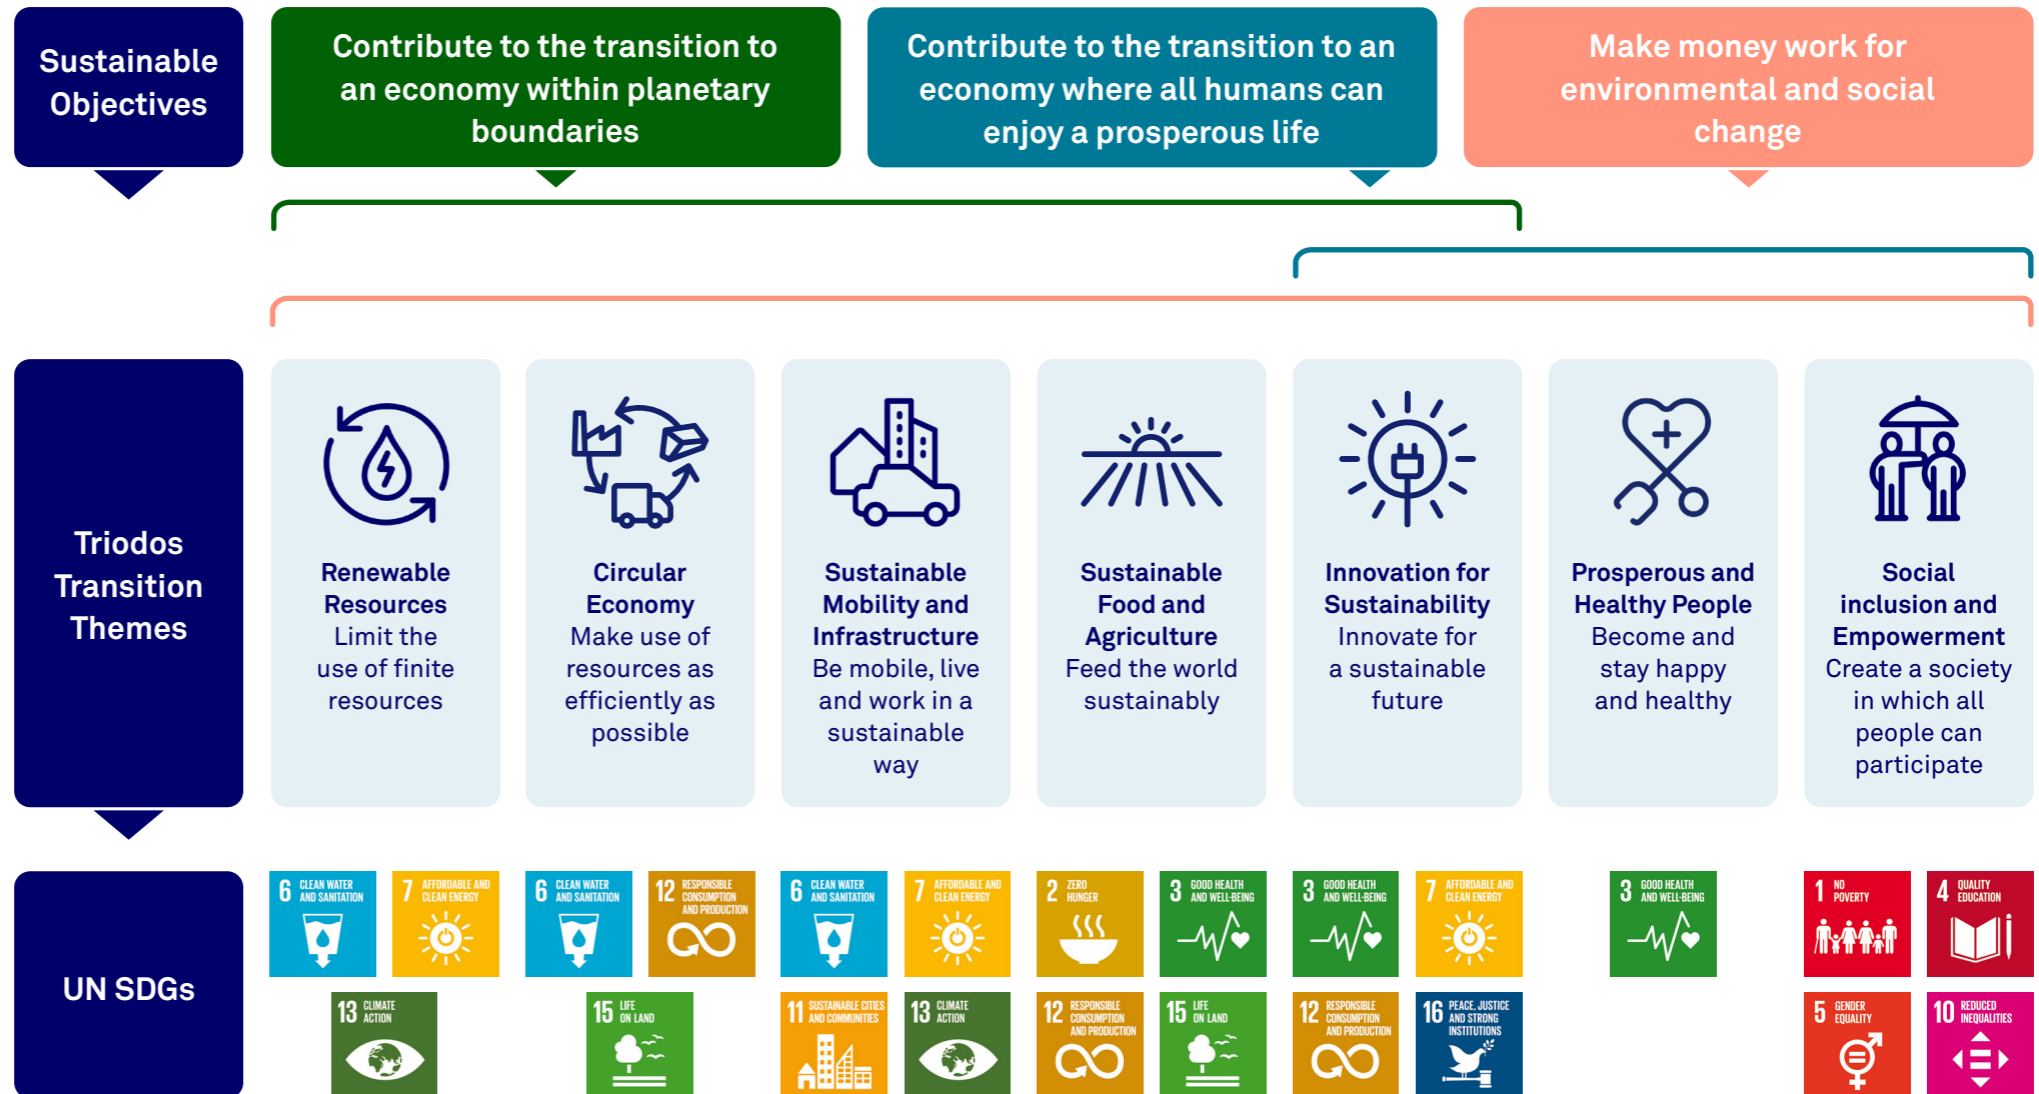 Sustainable
Objectives
Contribute to the transition to
an economy within planetary
boundaries
Contribute to the transition to an
economy where all humans can
enjoy a prosperous life
Make money work for
environmental and social
change
Triodos
Transition
Themes
Renewable
Resources
Limit the
use of finite
resources
Circular
Economy
Make use of
resources as
efficiently as
possible
Sustainable
Mobility and
Infrastructure
Be mobile, live
and work in a
sustainable
way
Sustainable
Food and
Agriculture
Feed the world
sustainably
Innovation for
Sustainability
Innovate for
a sustainable
future
Prosperous and
Healthy People
Become and
stay happy
and healthy
Social
inclusion and
Empowerment
Create a society
in which all
people can
participate
UN SDGs
6 CLEAN WATER
AND SANITATION
7 AFFORDABLE AND
CLEAN ENERGY
13 CLIMATE
ACTION
6 CLEAN WATER
AND SANITATION
12 RESPONSIBLE
CONSUMPTION
AND PRODUCTION
15 LIFE
ON LAND
6 CLEAN WATER
AND SANITATION
7 AFFORDABLE AND
CLEAN ENERGY
11 SUSTAINABLE CITIES
AND COMMUNITIES
13 CLIMATE
ACTION
2 ZERO
HUNGER
3 GOOD HEALTH
AND WELL-BEING
12 RESPONSIBLE
CONSUMPTION
AND PRODUCTION
15 LIFE
ON LAND
3 GOOD HEALTH
AND WELL-BEING
7 AFFORDABLE AND
CLEAN ENERGY
12 RESPONSIBLE
CONSUMPTION
AND PRODUCTION
16 PEACE, JUSTICE
AND STRONG
INSTITUTIONS
3 GOOD HEALTH
AND WELL-BEING
1 NO
POVERTY
4 QUALITY
EDUCATION
5 GENDER
EQUALITY
10 REDUCED
INEQUALITIES